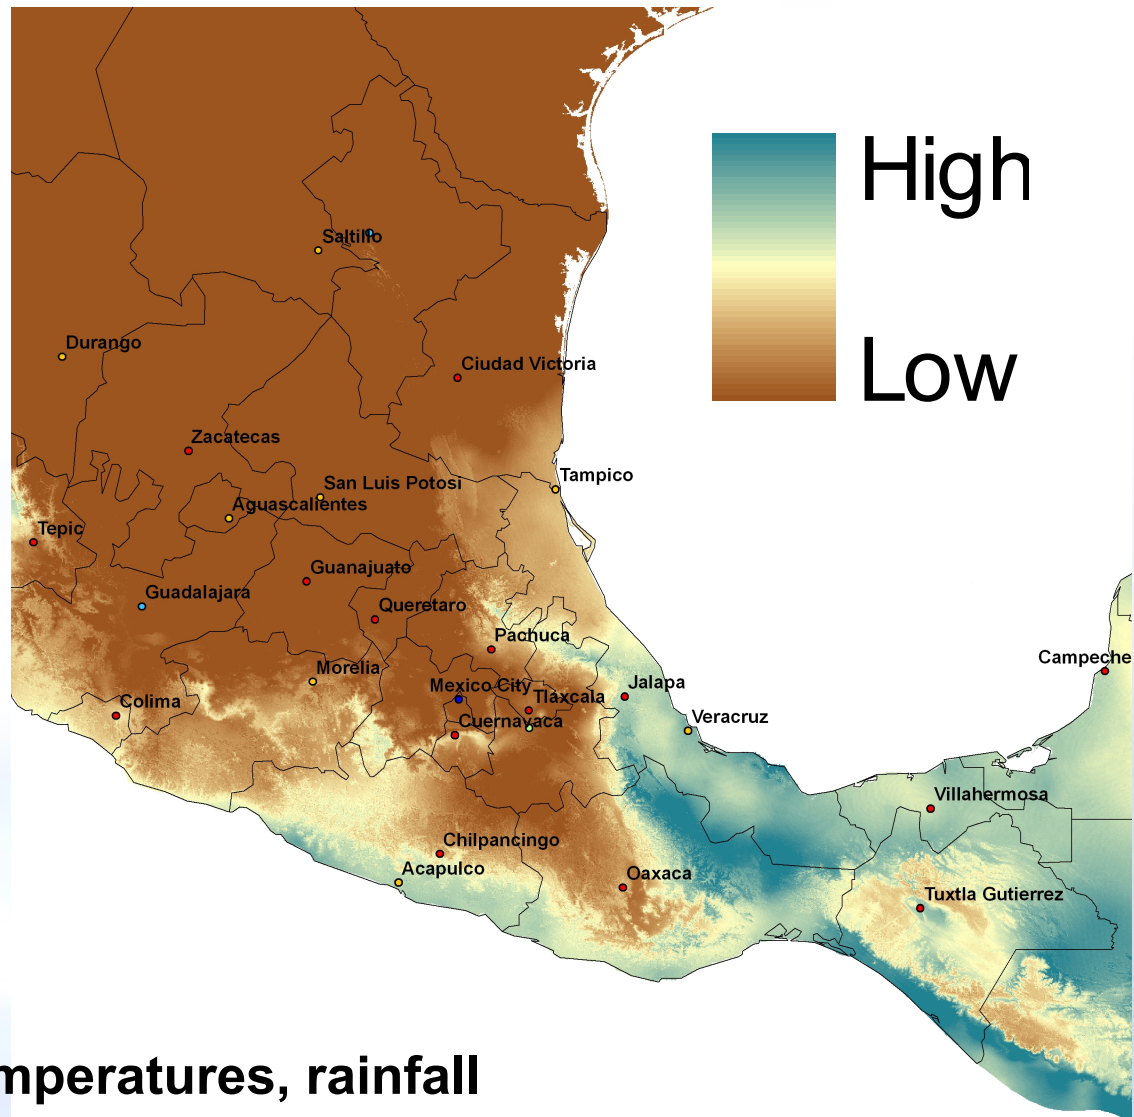 High
Saltillo
Low
Durango
Ciudad Victoria
Zacatecas
Tampico
San Luis Potosi
Aguascalientes
Tepic
Guanajuato
Guadalajara
Queretaro
Pachuca
Campeche
Morelia
Mexico City
Jalapa
Tlaxcala
Colima
Veracruz
Cuernavaca
Villahermosa
Chilpancingo
Acapulco
Oaxaca
Tuxtla Gutierrez
mperatures, rainfall